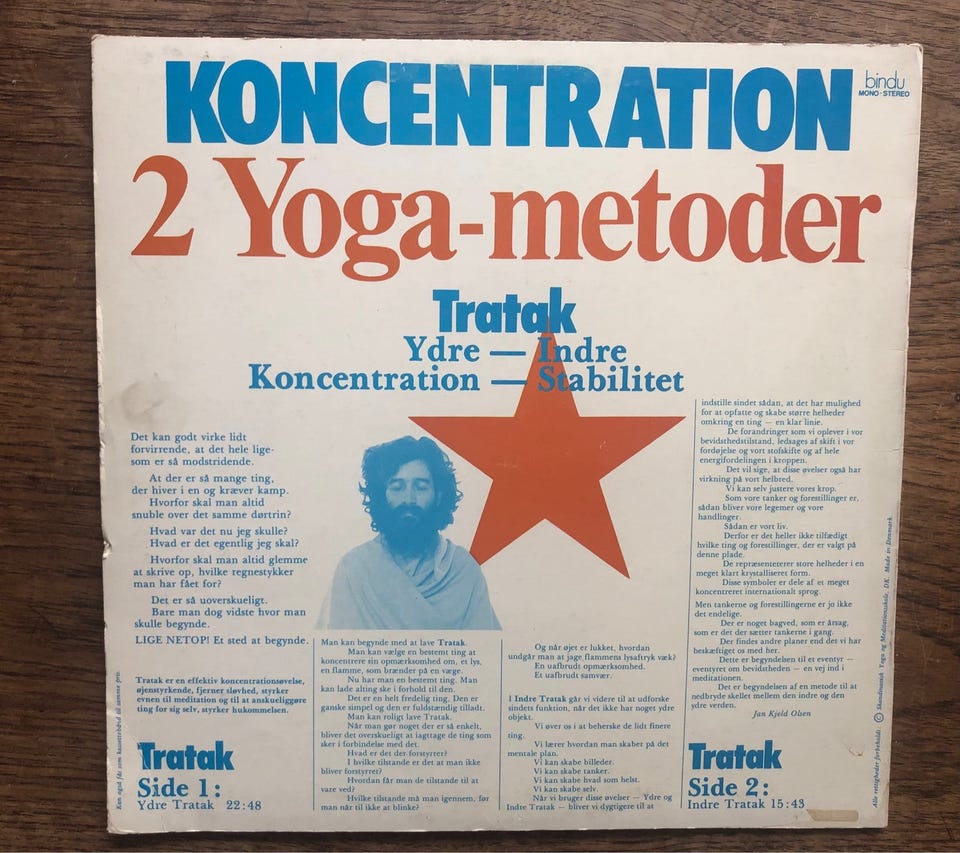 KONCENTRATION
bindu
MONO-STEREO
2 Yoga-metoder
Tratak
Ydre — Indre
Koncentration — Stabilitet
Det kan godt virke lidt
forvirrende, at det hele lige-
som er så modstridende.
At der er så mange ting,
der hiver i en og kræver kamp.
Hvorfor skal man altid
snuble over det samme dørtrin?
Hvad var det nu jeg skulle?
Hvad er det egentlig jeg skal?
Hvorfor skal man altid glemme
at skrive op, hvilke regnestykker
man har fået for?
Det er så uoverskueligt.
Bare man dog vidste hvor man
skulle begynde.
LIGE NETOP! Et sted at begynde.
Tratak er en effektiv koncentrationsøvelse,
øjenstyrkende, fjerner sløvhed, styrker
evnen til meditation og til at anskueliggøre
ting for sig selv, styrker hukommelsen.
Tratak
Side 1:
Ydre Tratak 22:48
Kan også fås som kassettebånd til samme pris.
Man kan begynde med at lave Tratak.
Man kan vælge en bestemt ting at
koncentrere sin opmærksomhed om, et lys,
en flamme, som brænder på en væge.
Nu har man en bestemt ting. Man
kan lade alting ske i forhold til den.
Det er en helt fredelig ting. Den er
ganske simpel og den er fuldstændig tilladt.
Man kan roligt lave Tratak.
Når man gør noget der er så enkelt,
bliver det overskueligt at iagttage de ting som
sker i forbindelse med det.
Hvad er det der forstyrrer?
I hvilke tilstande er det at man ikke
bliver forstyrret?
Hvordan får man de tilstande til at
vare ved?
Hvilke tilstande må man igennem, før
man når til ikke at blinke?
Og når øjet er lukket, hvordan
undgår man at jage flammens lysaftryk væk?
En uafbrudt opmærksomhed.
Et uafbrudt samvær.
I Indre Tratak går vi videre til at udforske
sindets funktion, når det ikke har noget ydre
objekt.
Vi øver os i at beherske de lidt finere
ting.
Vi lærer hvordan man skaber på det
mentale plan.
Vi kan skabe billeder.
Vi kan skabe tanker.
Vi kan skabe hvad som helst.
Vi kan skabe selv.
Når vi bruger disse øvelser — Ydre og
Indre Tratak — bliver vi dygtigere til at
indstille sindet sådan, at det har mulighed
for at opfatte og skabe større helheder
omkring en ting — en klar linie.
De forandringer som vi oplever i vor
bevidsthedstilstand, ledsages af skift i vor
fordøjelse og vort stofskifte og af hele
energifordelingen i kroppen.
Det vil sige, at disse øvelser også har
virkning på vort helbred.
Vi kan selv justere vores krop.
Som vore tanker og forestillinger er,
sådan bliver vore legemer og vore
handlinger.
Sådan er vort liv.
Derfor er det heller ikke tilfædigt
hvilke ting og forestillinger, der er valgt på
denne plade.
De repræsenteterer store helheder i en
meget klart krystalliseret form.
Disse symboler er dele af et meget
koncentreret internationalt sprog.
Men tankerne og forestillingerne er jo ikke
det endelige.
Der er noget bagved, som er årsag,
som er det der sætter tankerne i gang.
Der findes andre planer end det vi har
beskæftiget os med her.
Dette er begyndelsen til et eventyr —
eventyret om bevidstheden — en vej ind i
meditationen.
Det er begyndelsen af en metode til at
nedbryde skellet mellem den indre og den
ydre verden.
Jan Kjeld Olsen
Tratak
Side 2:
Indre Tratak 15:43
Alle rettigheder forbeholdt: © Skandinavisk Yoga og Meditationsskole, DK. Made in Denmark